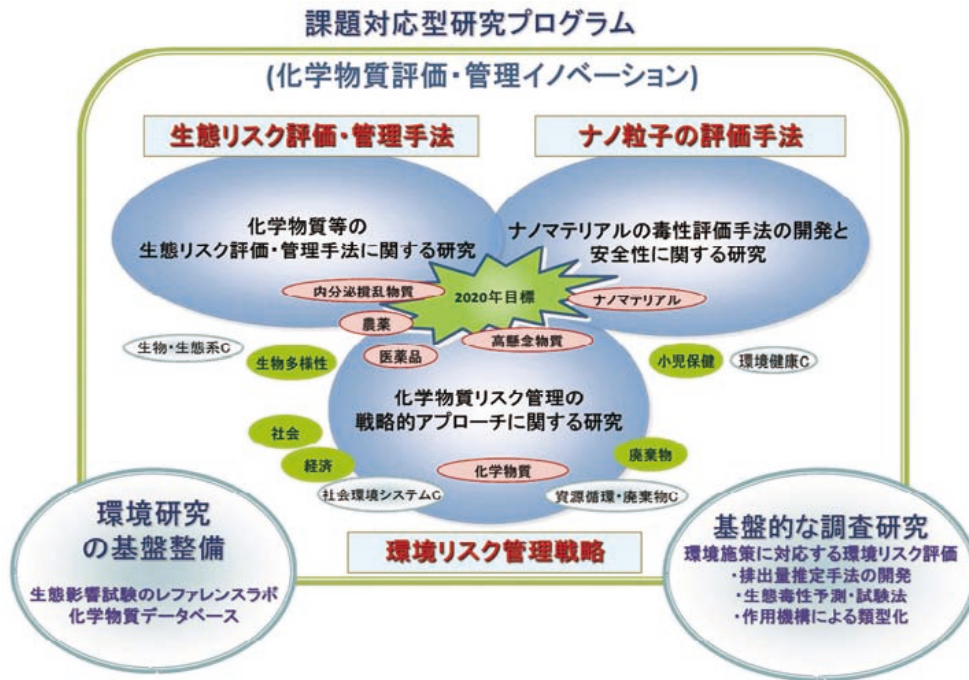 課題対応型研究プログラム
(化学物質評価・管理イノベーション)
生態リスク評価・管理手法
ナノ粒子の評価手法
化学物質等の
生態リスク評価・管理手法に関する研究
ナノマテリアルの毒性評価手法の開発と
安全性に関する研究
内分泌撹乱物質
2020年目標
ナノマテリアル
農薬
高懸念物質
生物・生態系C
生物多様性
医薬品
小児保健
環境健康C
化学物質リスク管理の
戦略的アプローチに関する研究
社会
経済
廃棄物
化学物質
社会環境システムC
資源循環・廃棄物C
環境リスク管理戦略
環境研究
の基盤整備
生態影響試験のレファレンスラボ
化学物質データベース
基盤的な調査研究
環境施策に対応する環境リスク評価
・排出量推定手法の開発
・生態毒性予測・試験法
・作用機構による類型化